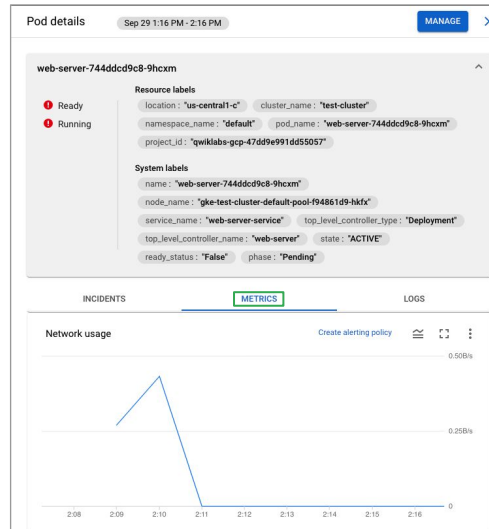 Pod details
Sep 29 1:16 PM - 2:16 PM
MANAGE
web-server-744ddcd9c8-9hcxm
Ready
Running
Resource labels
location : "us-central1-c" cluster_name : "test-cluster"
namespace_name : "default" pod_name : "web-server-744ddcd9c8-9hcxm"
project_id : "qwiklabs-gcp-47dd9e991dd55057"
System labels
name : "web-server-744ddcd9c8-9hcxm"
node_name : "gke-test-cluster-default-pool-f94861d9-hkfx"
service_name : "web-server-service" top_level_controller_type : "Deployment"
top_level_controller_name : "web-server" state : "ACTIVE"
ready_status : "False" phase : "Pending"
INCIDENTS METRICS LOGS
Network usage Create alerting policy
0.50B/s
0.25B/s
0
2:08 2:09 2:10 2:11 2:12 2:13 2:14 2:15 2:16